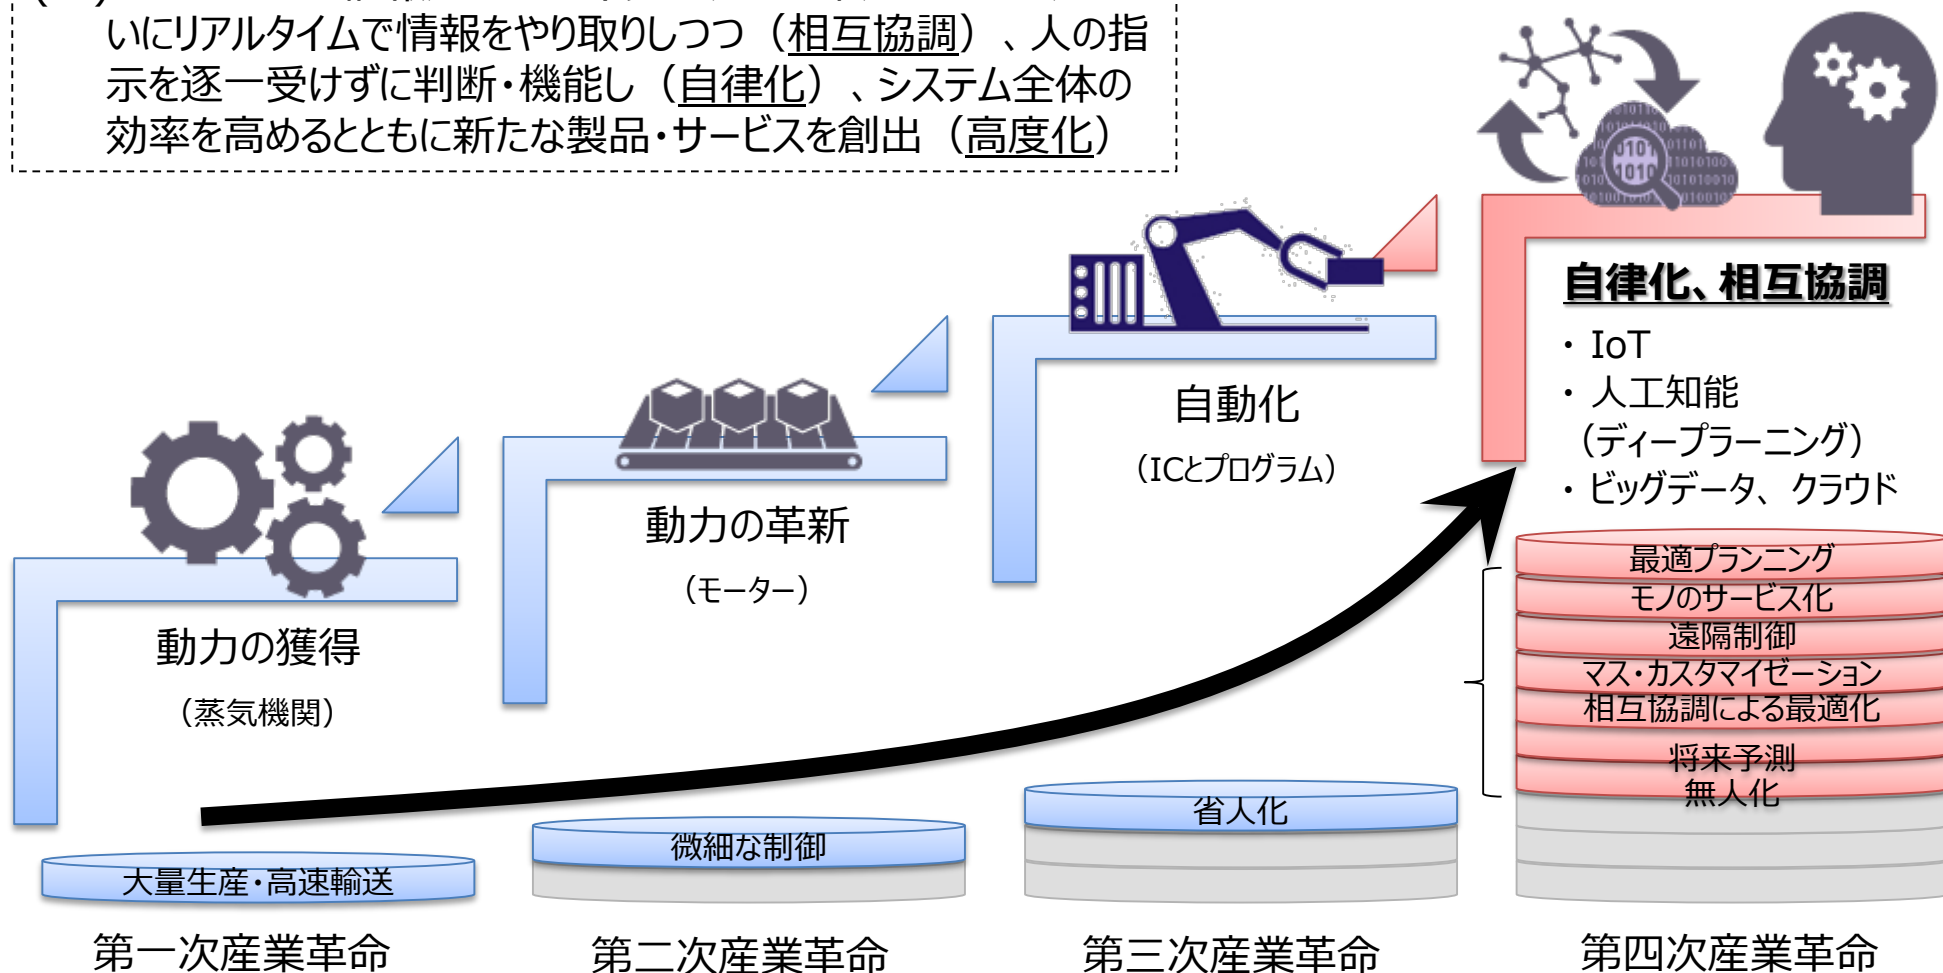 いにリアルタイムで情報をやり取りしつつ（相互協調）、人の指
示を逐一受けずに判断・機能し（自律化）、システム全体の
効率を高めるとともに新たな製品・サービスを創出（高度化）
動力の獲得
（蒸気機関）
動力の革新
（モーター）
自動化
（ICとプログラム）
自律化、相互協調
・ IoT
・ 人工知能
（ディープラーニング）
・ ビッグデータ、クラウド
最適プランニング
モノのサービス化
遠隔制御
マス・カスタマイゼーション
相互協調による最適化
将来予測
無人化
省人化
微細な制御
大量生産・高速輸送
第一次産業革命
第二次産業革命
第三次産業革命
第四次産業革命